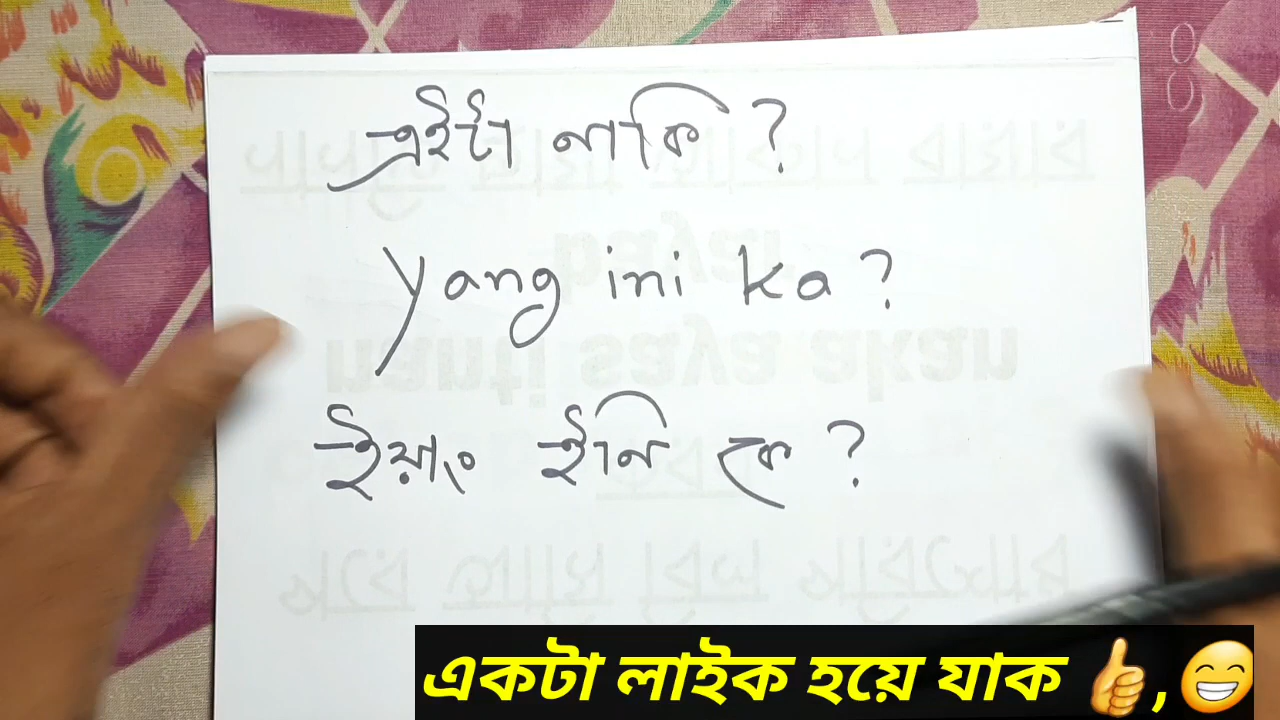 এইটা নাকি ?
yang ini ka ?
ইয়াং ইনি কে ?
একটা লাইক হয়ে যাক 👍,😁